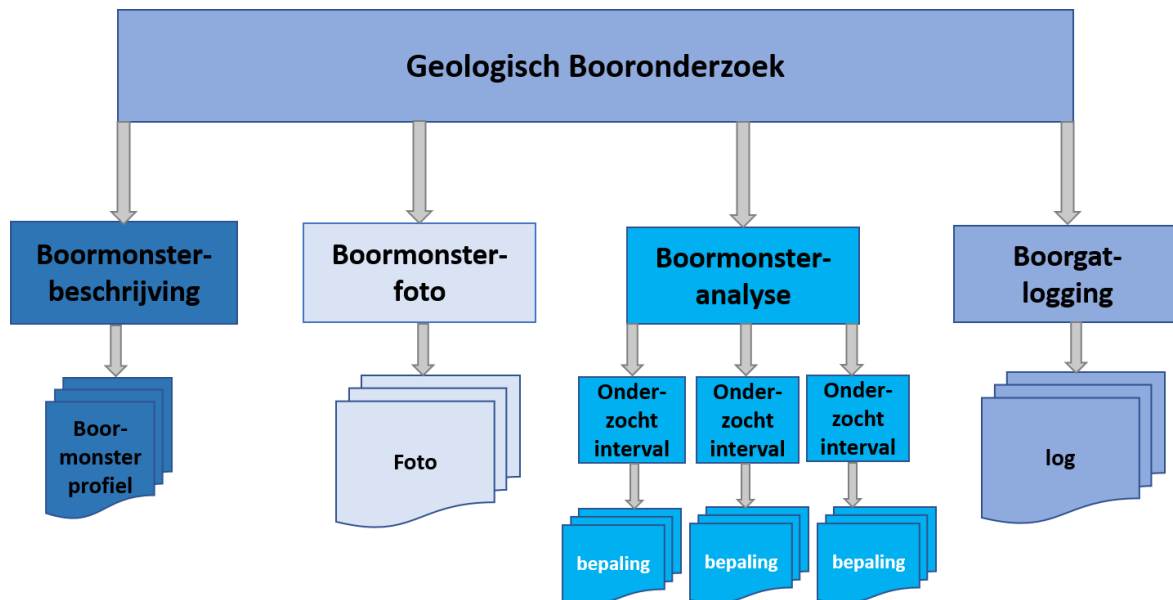 Geologisch Booronderzoek
Boormonster-
beschrijving
Boormonster-
foto
Boormonster-
analyse
Boorgat-
logging
Boor-
monster
profiel
Foto
Onder-
zocht
interval
Onder-
zocht
interval
Onder-
zocht
interval
log
bepaling
bepaling
bepaling